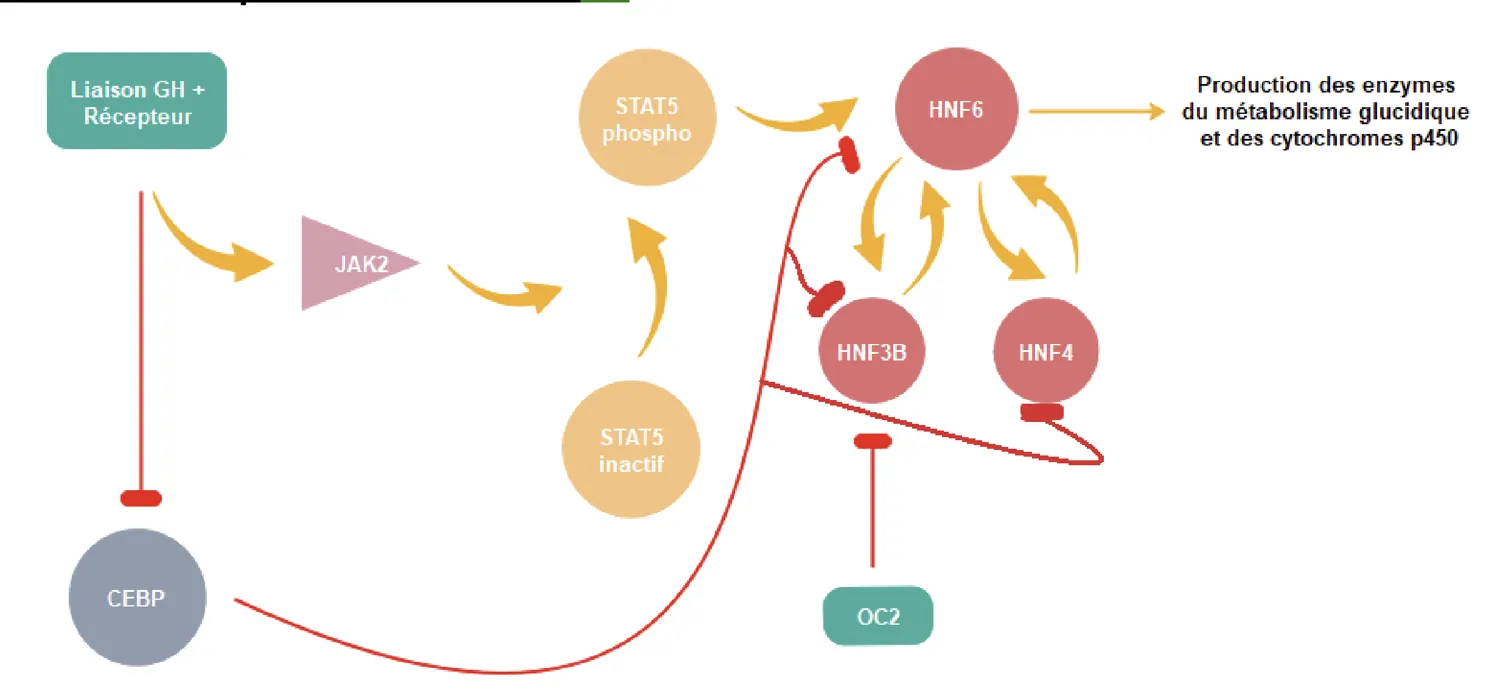 Liaison GH +
Récepteur
JAK2
STAT5
phospho
STAT5
inactif
HNF6
Production des enzymes
du métabolisme glucidique
et des cytochromes p450
HNF3B
HNF4
CEBP
OC2